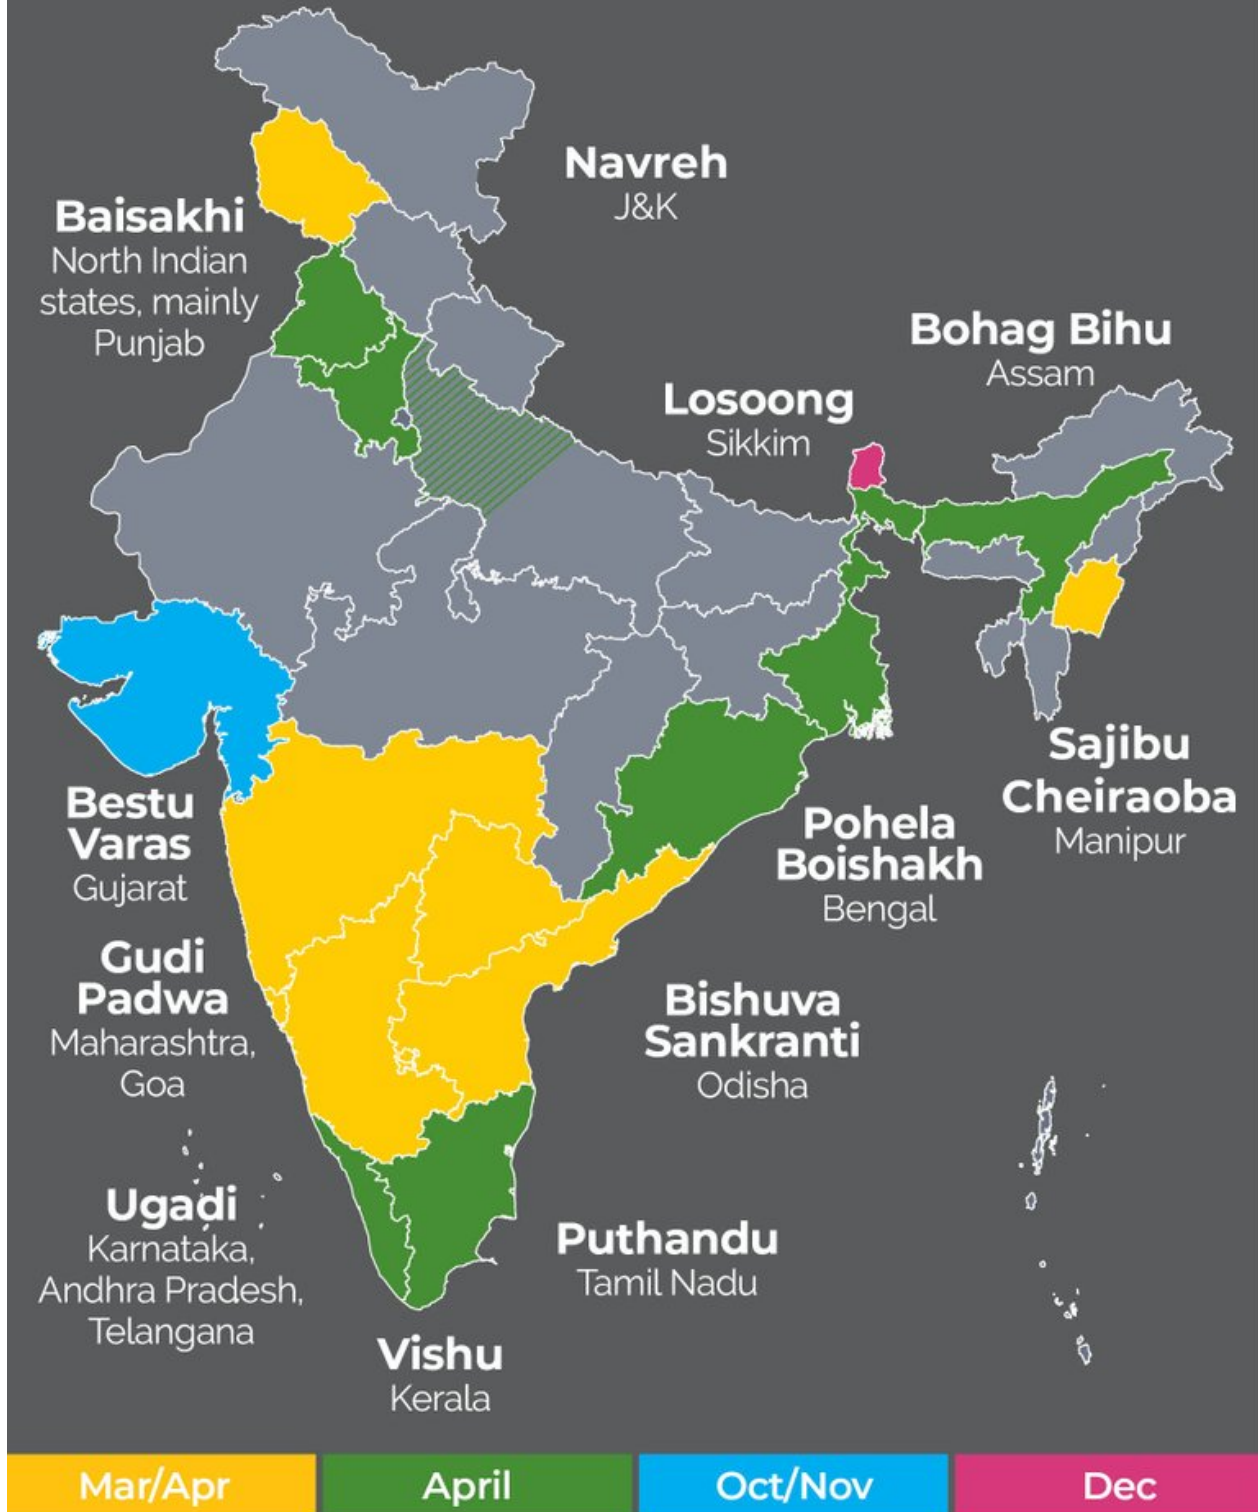 Navreh
J&K
Baisakhi
North Indian
states, mainly
Punjab
Bohag Bihu
Assam
Losoong
Sikkim
Sajibu
Cheiraoba
Manipur
Bestu
Varas
Gujarat
Pohela
Boishakh
Bengal
Gudi
Padwa
Maharashtra,
Goa
Bishuva
Sankranti
Odisha
Ugadi
Karnataka,
Andhra Pradesh,
Telangana
Puthandu
Tamil Nadu
Vishu
Kerala
Mar/Apr
April
Oct/Nov
Dec